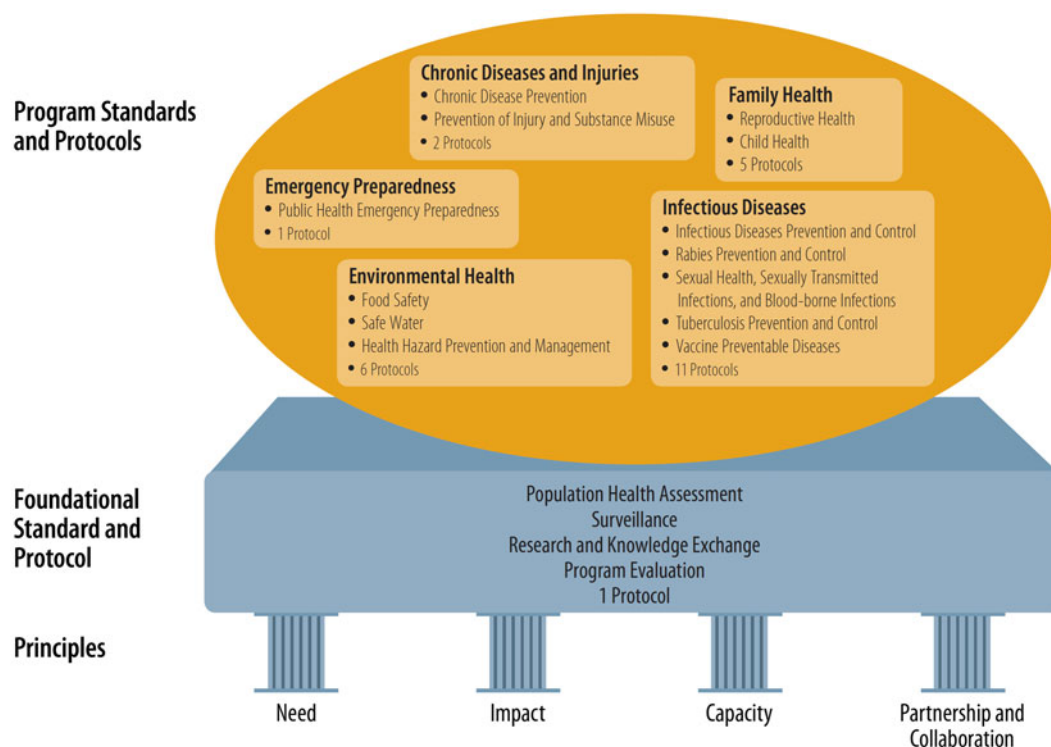 Program Standards
and Protocols
Chronic Diseases and Injuries
• Chronic Disease Prevention
• Prevention of Injury and Substance Misuse
• 2 Protocols
Family Health
• Reproductive Health
• Child Health
• 5 Protocols
Emergency Preparedness
• Public Health Emergency Preparedness
• 1 Protocol
Infectious Diseases
• Infectious Diseases Prevention and Control
• Rabies Prevention and Control
• Sexual Health, Sexually Transmitted
Infections, and Blood-borne Infections
• Tuberculosis Prevention and Control
• Vaccine Preventable Diseases
• 11 Protocols
Environmental Health
• Food Safety
• Safe Water
• Health Hazard Prevention and Management
• 6 Protocols
Foundational
Standard and
Protocol
Population Health Assessment
Surveillance
Research and Knowledge Exchange
Program Evaluation
1 Protocol
Principles
Need
Impact
Capacity
Partnership and
Collaboration